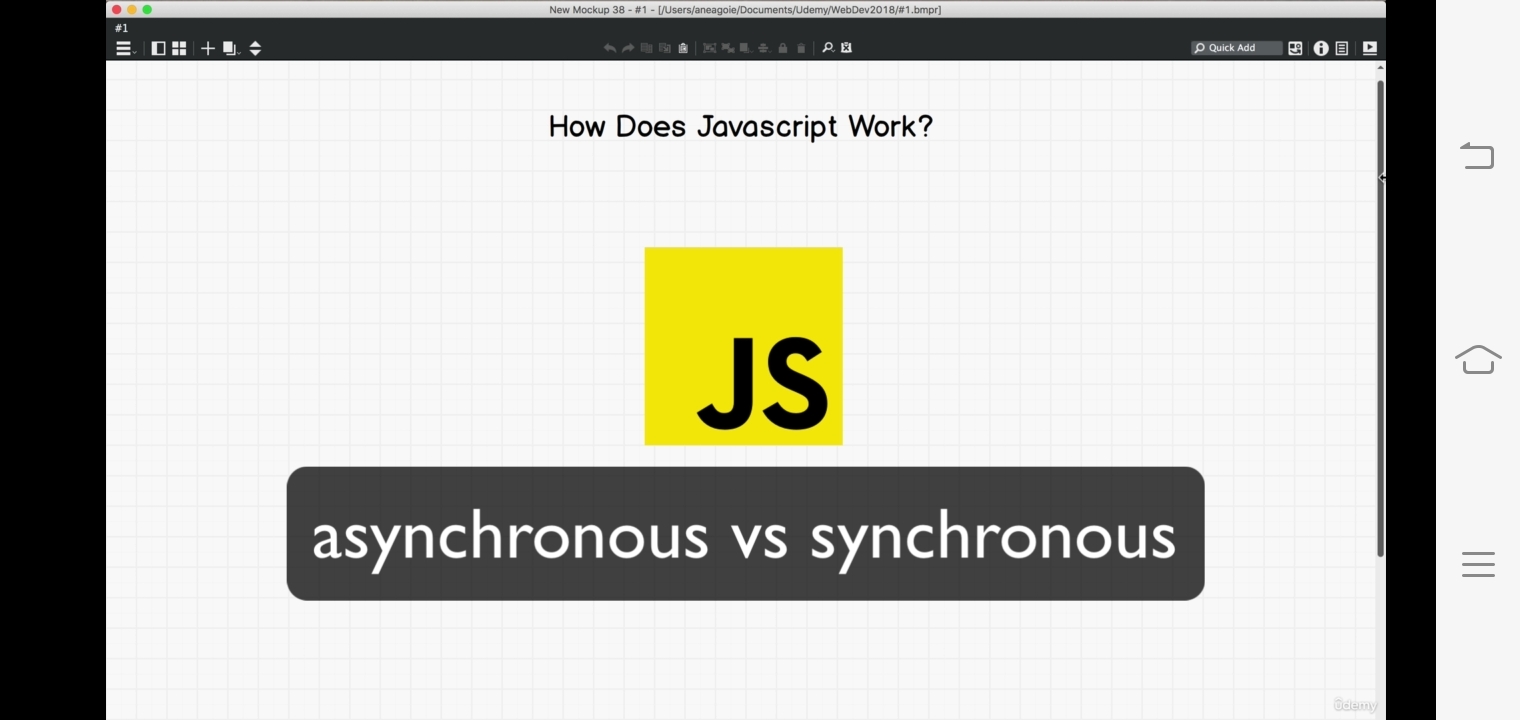 New Mockup 38 - #1 - [/Users/aneagoie/Documents/Udemy/WebDev2018/#1.bmpr]
#1
Quick Add
How Does Javascript Work?
JS
asynchronous vs synchronous
ûdemy